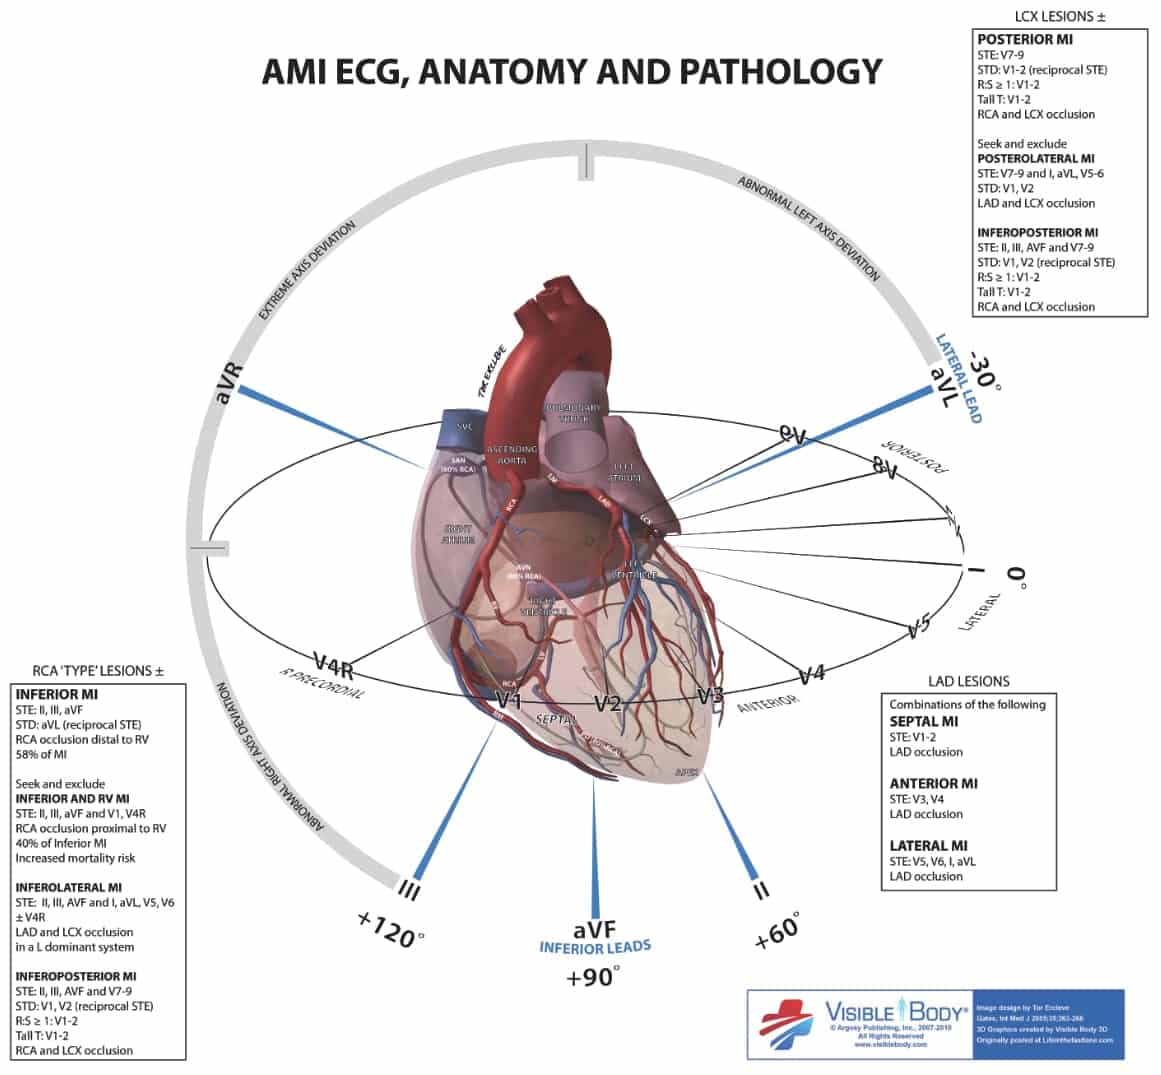 AMI ECG, ANATOMY AND PATHOLOGY
LCX LESIONS ±
POSTERIOR MI
STE: V7-9
STD: V1-2 (reciprocal STE)
R:S ≥ 1: V1-2
Tall T: V1-2
RCA and LCX occlusion
Seek and exclude
POSTEROLATERAL MI
STE: V7-9 and I, aVL, V5-6
STD: V1, V2
LAD and LCX occlusion
INFEROPOSTERIOR MI
STE: II, III, AVF and V7-9
STD: V1, V2 (reciprocal STE)
R:S ≥ 1: V1-2
Tall T: V1-2
RCA and LCX occlusion
EXTREME AXIS DEVIATION
ABNORMAL LEFT AXIS DEVIATION
ABNORMAL RIGHT AXIS DEVIATION
aVR
aVL
-30°
LATERAL LEAD
TOR ERCLEVE
PULMONARY
TRUNK
SVC
ASCENDING
AORTA
SAN
(60% RCA)
LEFT
ATRIUM
LM
LAD
RCA
LCX
RIGHT
ATRIUM
AVN
(80% RCA)
LEFT
VENTRICLE
RIGHT
VENTRICLE
RCA
APEX
V8
POSTERIOR
I
0°
LATERAL
V5
V4
ANTERIOR
V3
V2
SEPTAL
V1
V4R
R PRECORDIAL
III
+120°
aVF
INFERIOR LEADS
+90°
II
+60°
RCA 'TYPE' LESIONS ±
INFERIOR MI
STE: II, III, aVF
STD: aVL (reciprocal STE)
RCA occlusion distal to RV
58% of MI
Seek and exclude
INFERIOR AND RV MI
STE: II, III, aVF and V1, V4R
RCA occlusion proximal to RV
40% of Inferior MI
Increased mortality risk
INFEROLATERAL MI
STE: II, III, AVF and I, aVL, V5, V6
± V4R
LAD and LCX occlusion
in a L dominant system
INFEROPOSTERIOR MI
STE: II, III, AVF and V7-9
STD: V1, V2 (reciprocal STE)
R:S ≥ 1: V1-2
Tall T: V1-2
RCA and LCX occlusion
LAD LESIONS
Combinations of the following
SEPTAL MI
STE: V1-2
LAD occlusion
ANTERIOR MI
STE: V3, V4
LAD occlusion
LATERAL MI
STE: V5, V6, I, aVL
LAD occlusion
VISIBLE BODY®
© Argosy Publishing, Inc., 2007-2010
All Rights Reserved
www.visiblebody.com
Image design by Tor Ercleve
Gates, Int Med J 2005;35;263-266
3D Graphics created by Visible Body 3D
Originally posted at Lifeinthefastlane.com